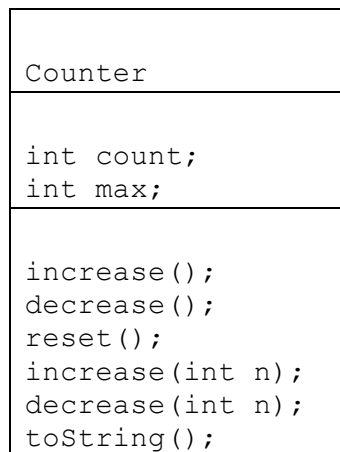 Counter
int count;
int max;
increase();
decrease();
reset();
increase(int n);
decrease(int n);
toString();